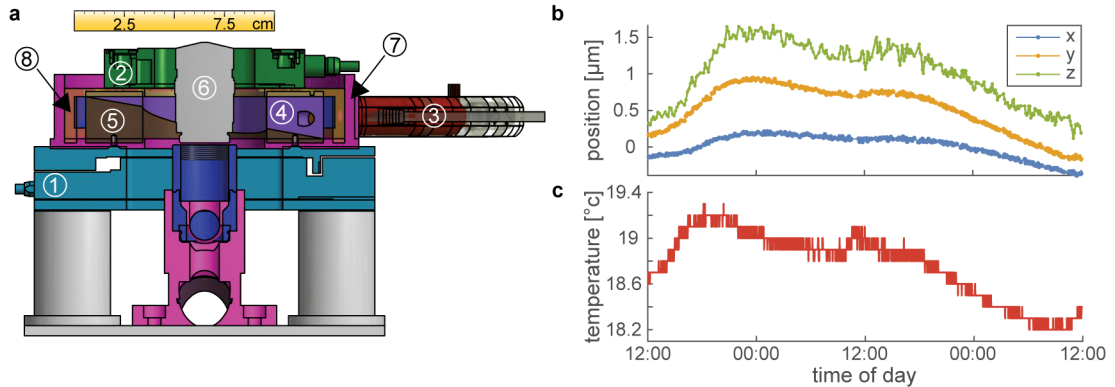 a
2.5 7.5 cm
⑦
⑧
②
⑥
④
③
⑤
①
b
x
y
z
position [µm]
1.5
1
0.5
0
c
temperature [°c]
19.4
19
18.6
18.2
12:00 00:00 12:00 00:00 12:00
time of day